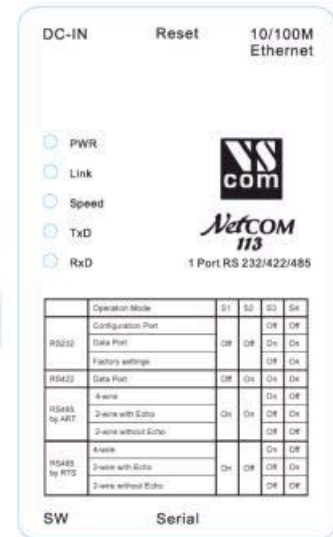 DC-IN Reset 10/100M
Ethernet
PWR
Link
Speed
TxD
RxD
VS
com
NetCOM
113
1 Port RS 232/422/485
Operation Mode S1 S2 S3 S4
RS232 Configuration Port Off Off Off Off
Data Port On Off
Factory settings On On
RS422 Data Port Off On On On
RS485 by ART 4-wire On On On Off
2-wire with Echo Off Off
2-wire without Echo Off On
RS485 by RTS 4-wire On Off On On
2-wire with Echo Off On
2-wire without Echo Off Off
SW Serial